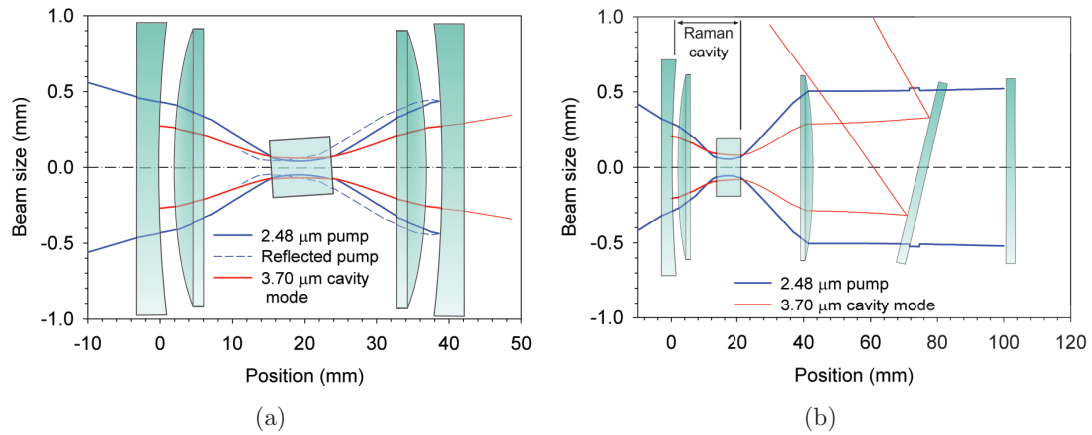 1.0
0.5
0.0
-0.5
-1.0
Beam size (mm)
2.48 μm pump
Reflected pump
3.70 μm cavity
mode
-10 0 10 20 30 40 50
Position (mm)
(a)
1.0
0.5
0.0
-0.5
-1.0
Beam size (mm)
Raman
cavity
2.48 μm pump
3.70 μm cavity mode
0 20 40 60 80 100 120
Position (mm)
(b)